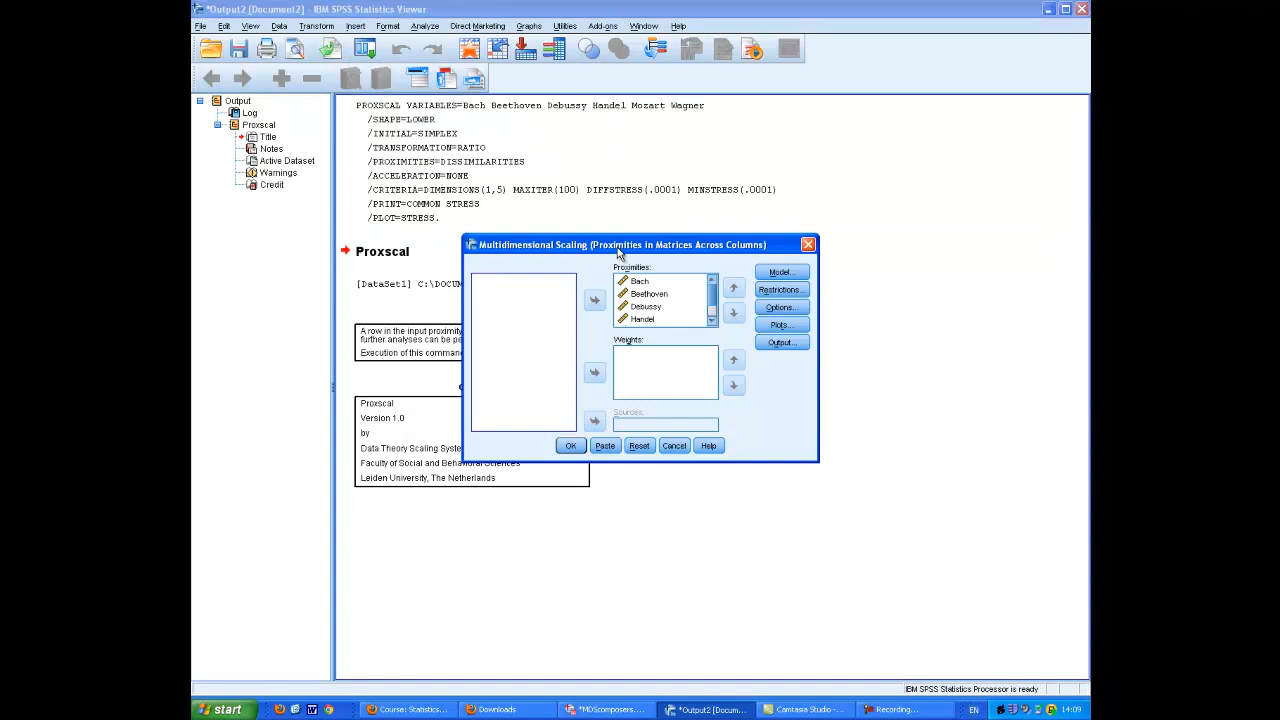 *Output2 [Document2] - IBM SPSS Statistics Viewer
File Edit View Data Transform Insert Format Analyze Direct Marketing Graphs Utilities Add-ons Window Help
Output
Log
Proxscal
Title
Notes
Active Dataset
Warnings
Credit
PROXSCAL VARIABLES=Bach Beethoven Debussy Handel Mozart Wagner
/SHAPE=LOWER
/INITIAL=SIMPLEX
/TRANSFORMATION=RATIO
/PROXIMITIES=DISSIMILARITIES
/ACCELERATION=NONE
/CRITERIA=DIMENSIONS(1,5) MAXITER(100) DIFFSTRESS(.0001) MINSTRESS(.0001)
/PRINT=COMMON STRESS
/PLOT=STRESS.
Proxscal
[DataSet1] C:\DOCUM
A row in the input proximity
further analyses can be pe
Execution of this comman
Proxscal
Version 1.0
by
Data Theory Scaling Syste
Faculty of Social and Behavioral Sciences
Leiden University, The Netherlands
Multidimensional Scaling (Proximities in Matrices Across Columns)
Proximities:
Bach
Beethoven
Debussy
Handel
Weights:
Sources:
Model...
Restrictions...
Options...
Plots...
Output...
OK Paste Reset Cancel Help
IBM SPSS Statistics Processor is ready
start
Course: Statistics...
Downloads
*MDScomposers....
*Output2 [Docum...
Camtasia Studio -...
Recording...
EN
14:09